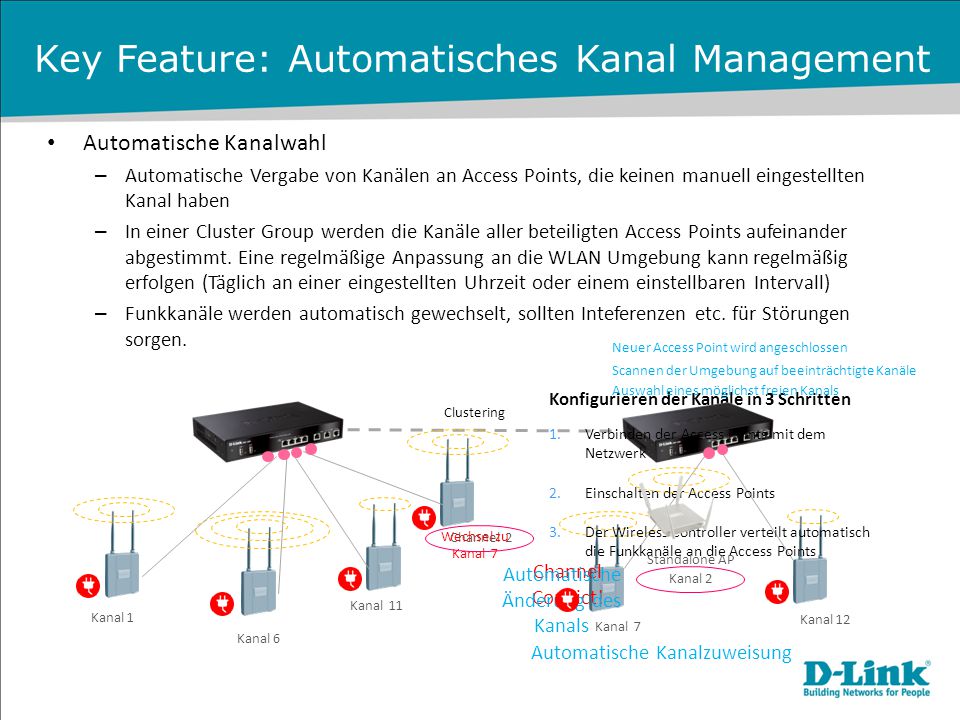 Key Feature: Automatisches Kanal Management
• Automatische Kanalwahl
– Automatische Vergabe von Kanälen an Access Points, die keinen manuell eingestellten
Kanal haben
– In einer Cluster Group werden die Kanäle aller beteiligten Access Points aufeinander
abgestimmt. Eine regelmäßige Anpassung an die WLAN Umgebung kann regelmäßig
erfolgen (Täglich an einer eingestellten Uhrzeit oder einem einstellbaren Intervall)
– Funkkanäle werden automatisch gewechselt, sollten Inteferenzen etc. für Störungen
sorgen.
Neuer Access Point wird angeschlossen
Scannen der Umgebung auf beeinträchtigte Kanäle
Auswahl eines möglichst freien Kanals
Konfigurieren der Kanäle in 3 Schritten
Clustering
1. Verbinden der Access Points mit dem
Netzwerk
2. Einschalten der Access Points
3. Der Wireless Controller verteilt automatisch
die Funkkanäle an die Access Points
D-Link
Wechsel zu
Kanal 7
2
Standalone AP
Kanal 2
Channel
Conflict!
Automatische
Änderung des
Kanals
Kanal 1
Kanal 6
Kanal 11
Kanal 7
Kanal 12
Automatische Kanalzuweisung
D-Link
Building Networks for People